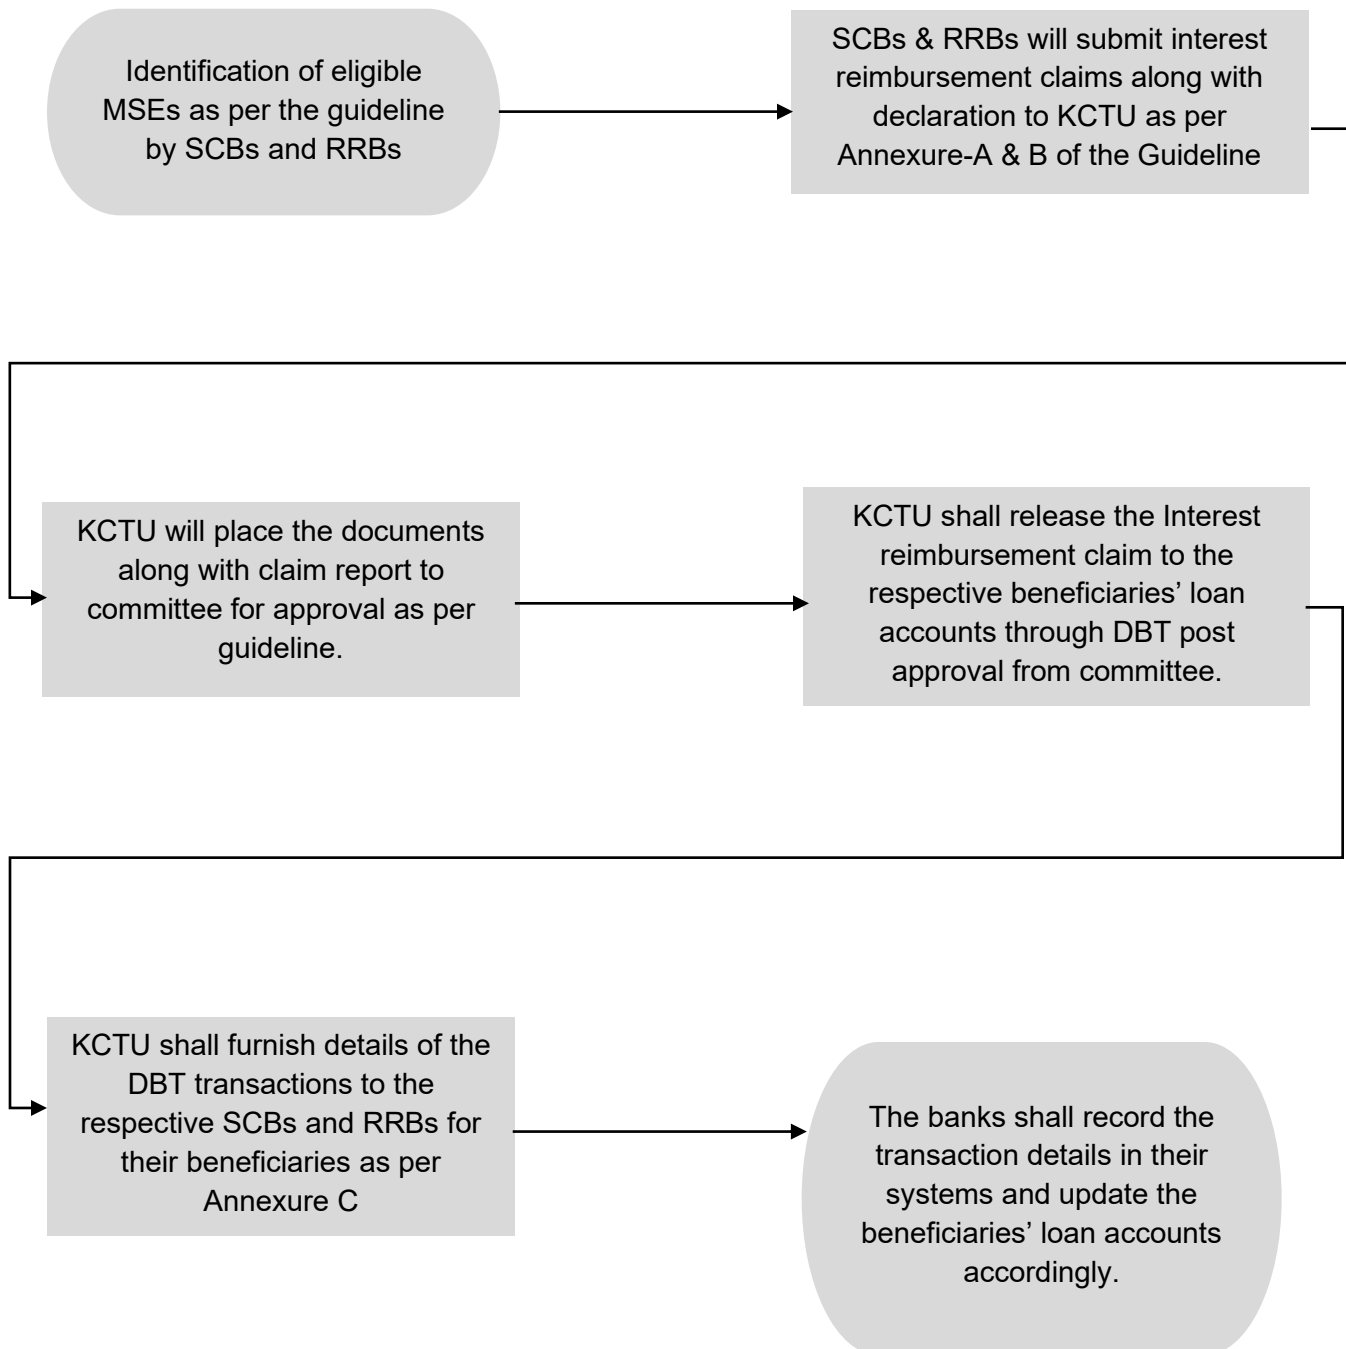 Identification of eligible
MSEs as per the guideline
by SCBs and RRBs
SCBs & RRBs will submit interest
reimbursement claims along with
declaration to KCTU as per
Annexure-A & B of the Guideline
KCTU will place the documents
along with claim report to
committee for approval as per
guideline.
KCTU shall release the Interest
reimbursement claim to the
respective beneficiaries’ loan
accounts through DBT post
approval from committee.
KCTU shall furnish details of the
DBT transactions to the
respective SCBs and RRBs for
their beneficiaries as per
Annexure C
The banks shall record the
transaction details in their
systems and update the
beneficiaries’ loan accounts
accordingly.